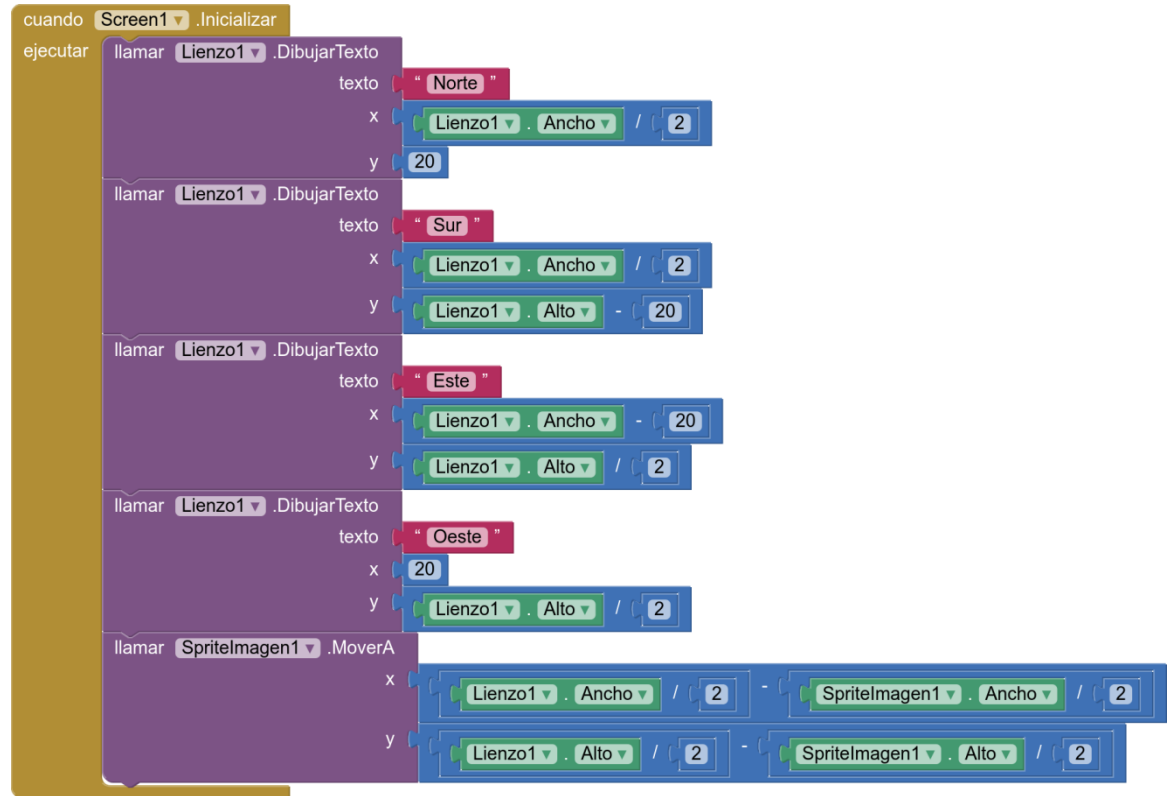 cuando Screen1 .Inicializar
ejecutar llamar Lienzo1 .DibujarTexto
texto " Norte "
x Lienzo1 . Ancho / 2
y 20
llamar Lienzo1 .DibujarTexto
texto " Sur "
x Lienzo1 . Ancho / 2
y Lienzo1 . Alto - 20
llamar Lienzo1 .DibujarTexto
texto " Este "
x Lienzo1 . Ancho - 20
y Lienzo1 . Alto / 2
llamar Lienzo1 .DibujarTexto
texto " Oeste "
x 20
y Lienzo1 . Alto / 2
llamar SpriteImagen1 .MoverA
x Lienzo1 . Ancho / 2 - SpriteImagen1 . Ancho / 2
y Lienzo1 . Alto / 2 - SpriteImagen1 . Alto / 2